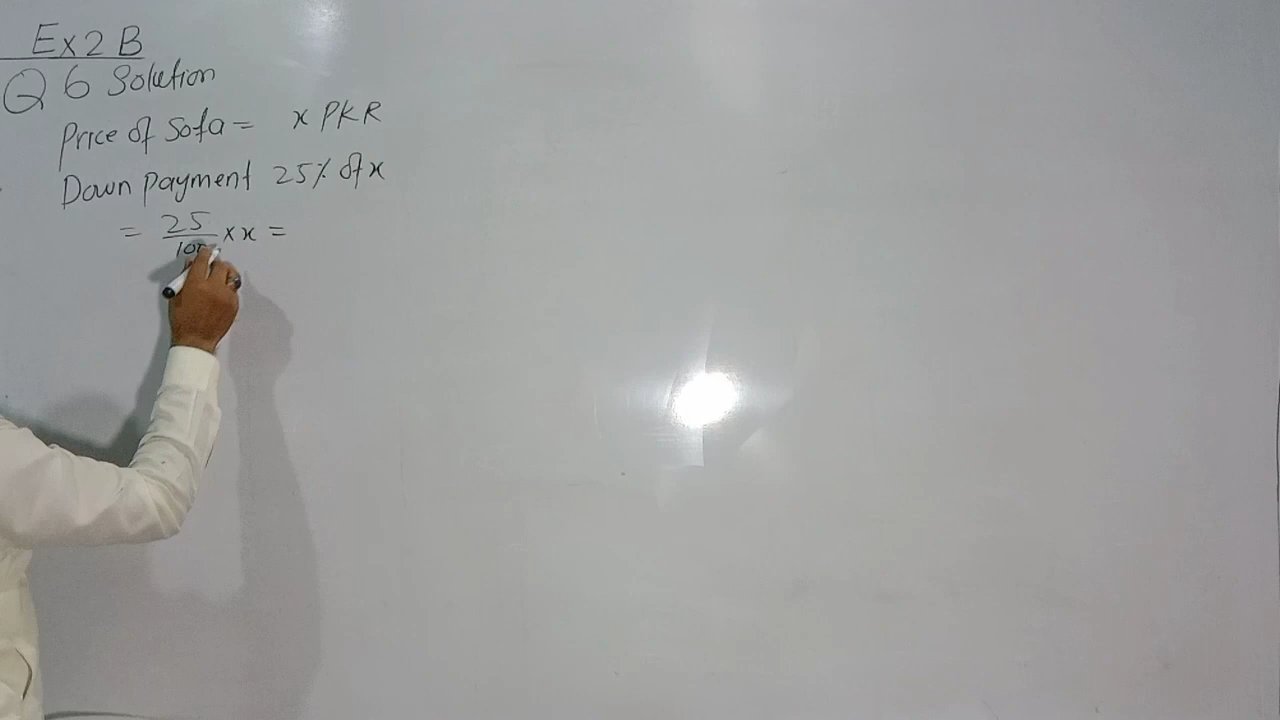 Ex 2 B
Q 6 Solution
Price of Sofa = x PKR
Down Payment 25% of x
= 25/100 × x =